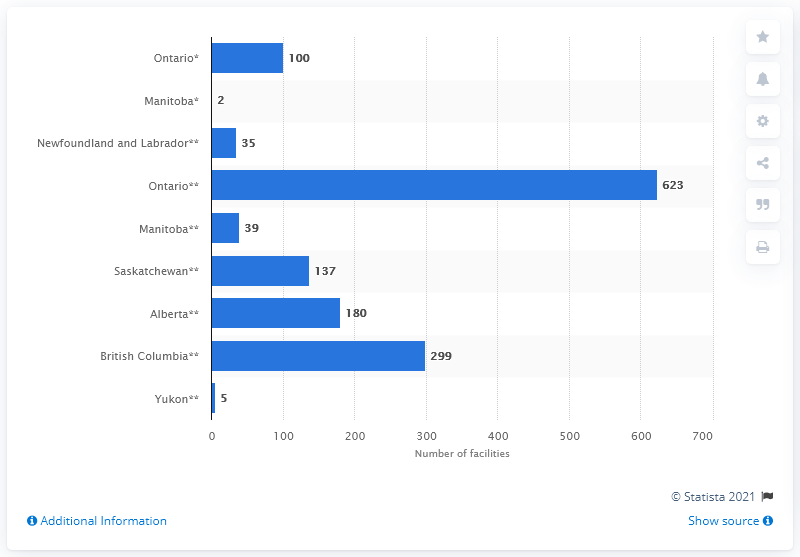 Ontario* 100
Manitoba* 2
Newfoundland and Labrador** 35
Ontario** 623
Manitoba** 39
Saskatchewan** 137
Alberta** 180
British Columbia** 299
Yukon** 5
0 100 200 300 400 500 600 700
Number of facilities
© Statista 2021
Additional Information Show source